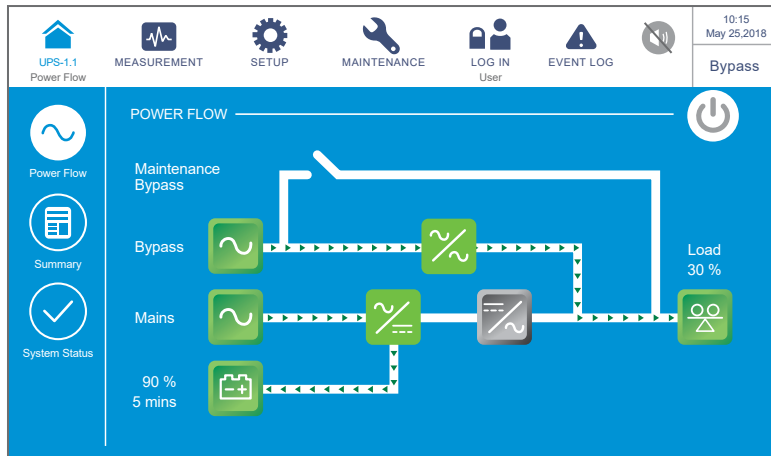 UPS-1.1
Power Flow
MEASUREMENT
SETUP
MAINTENANCE
LOG IN
User
EVENT LOG
10:15
May 25,2018
Bypass
POWER FLOW
Power Flow
Summary
System Status
Maintenance
Bypass
Bypass
Mains
90 %
5 mins
Load
30 %